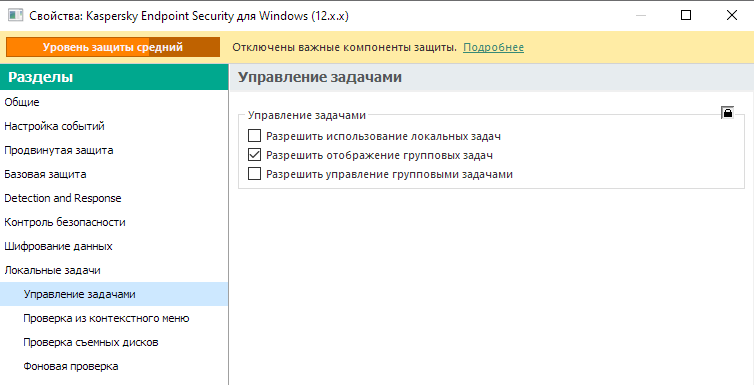 Свойства: Kaspersky Endpoint Security для Windows (12.x.x)
Уровень защиты средний
Отключены важные компоненты защиты. Подробнее
Разделы
Управление задачами
Общие
Настройка событий
Продвинутая защита
Базовая защита
Detection and Response
Контроль безопасности
Шифрование данных
Локальные задачи
Управление задачами
Проверка из контекстного меню
Проверка съемных дисков
Фоновая проверка
Управление задачами
Разрешить использование локальных задач
Разрешить отображение групповых задач
Разрешить управление групповыми задачами